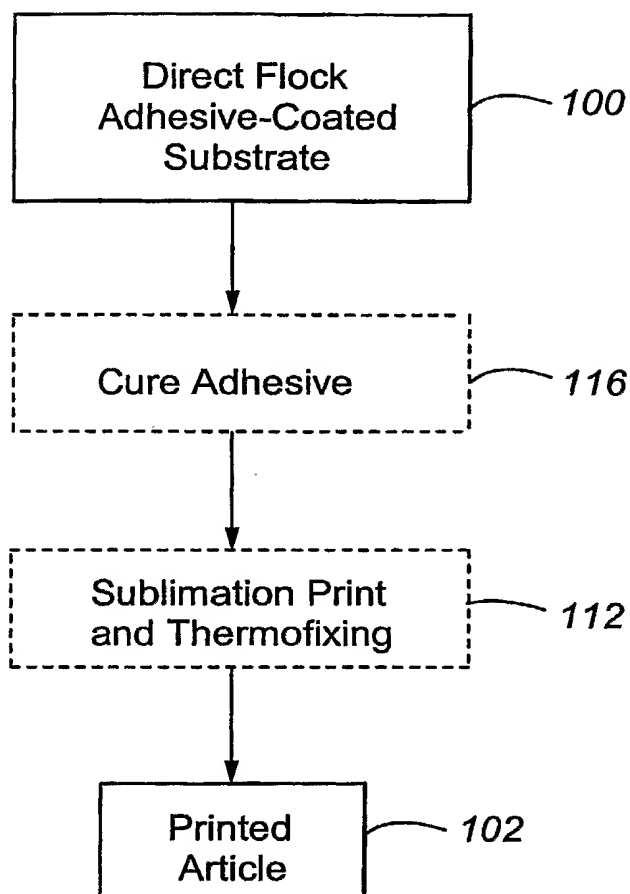 Direct Flock
Adhesive-Coated
Substrate
100
Cure Adhesive
116
Sublimation Print
and Thermofixing
112
Printed
Article
102